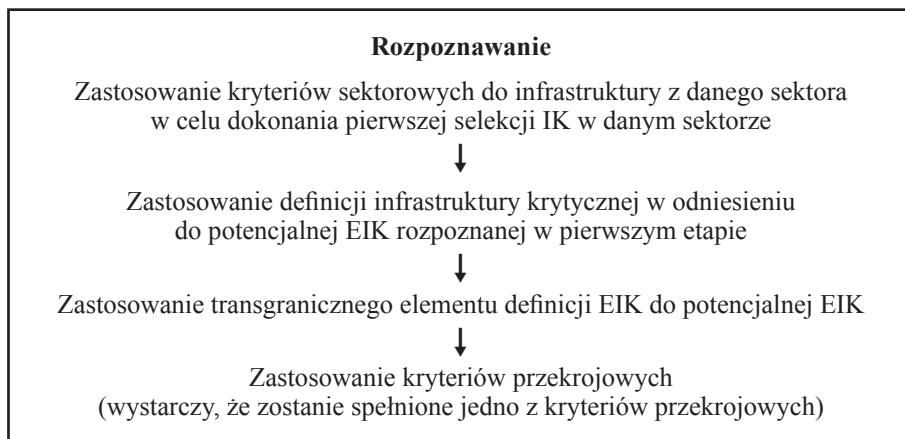 Rozpoznawanie
Zastosowanie kryteriów sektorowych do infrastruktury z danego sektora
w celu dokonania pierwszej selekcji IK w danym sektorze
Zastosowanie definicji infrastruktury krytycznej w odniesieniu
do potencjalnej EIK rozpoznanej w pierwszym etapie
Zastosowanie transgranicznego elementu definicji EIK do potencjalnej EIK
Zastosowanie kryteriów przekrojowych
(wystarczy, że zostanie spełnione jedno z kryteriów przekrojowych)